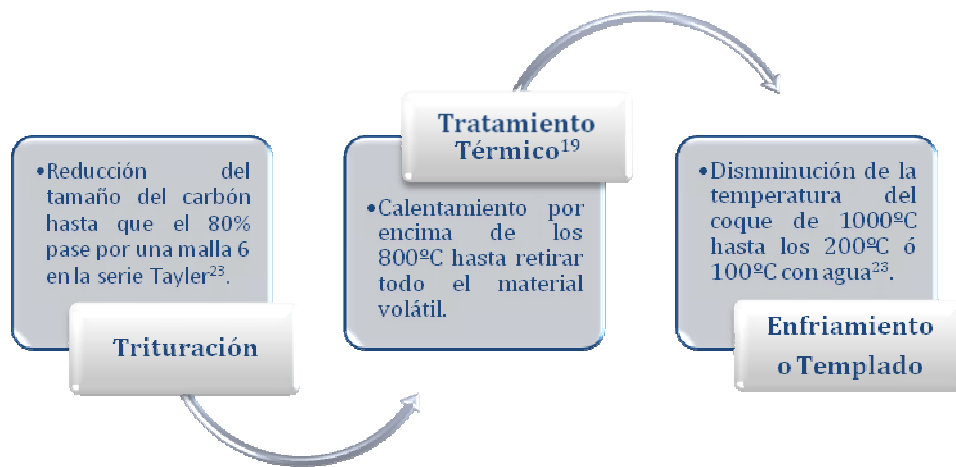 •Reducción del
tamaño del carbón
hasta que el 80%
pase por una malla 6
en la serie Tayler²³.
Trituración
Tratamiento
Térmico¹⁹
•Calentamiento por
encima de los
800ºC hasta retirar
todo el material
volátil.
•Dismninución de la
temperatura del
coque de 1000ºC
hasta los 200ºC ó
100ºC con agua²³.
Enfriamiento
o Templado